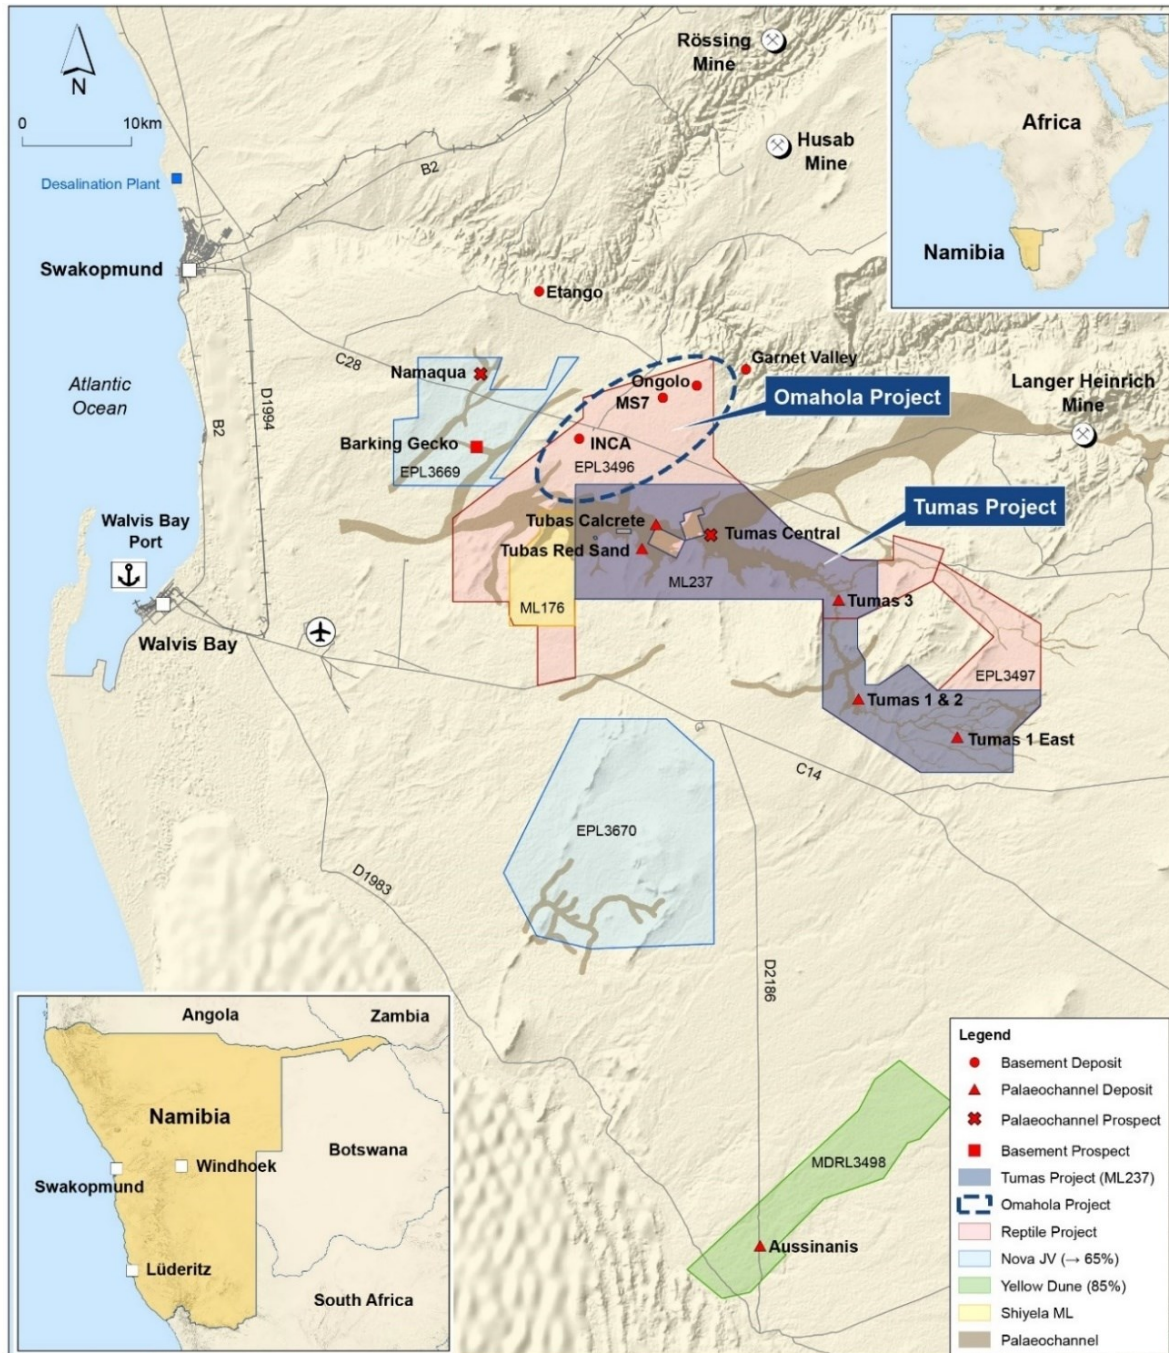 N
0 10km
Rössing
Mine
Husab
Mine
Africa
Namibia
B2
Desalination Plant
Swakopmund
Etango
C28
Atlantic
Ocean
B2
D1994
Namaqua
Barking Gecko
EPL3669
Garnet Valley
Ongolo
MS7
INCA
EPL3496
Omahola Project
Langer Heinrich
Mine
Tumas Project
Walvis Bay
Port
Walvis Bay
Tubas Calcrete
Tubas Red Sand
Tumas Central
ML237
ML176
Tumas 3
EPL3497
Tumas 1 & 2
Tumas 1 East
C14
EPL3670
D1983
D2186
MDRL3498
Aussinanis
Angola
Zambia
Namibia
Botswana
Windhoek
Swakopmund
Lüderitz
South Africa
Legend
Basement Deposit
Palaeochannel Deposit
Palaeochannel Prospect
Basement Prospect
Tumas Project (ML237)
Omahola Project
Reptile Project
Nova JV (→ 65%)
Yellow Dune (85%)
Shiyela ML
Palaeochannel